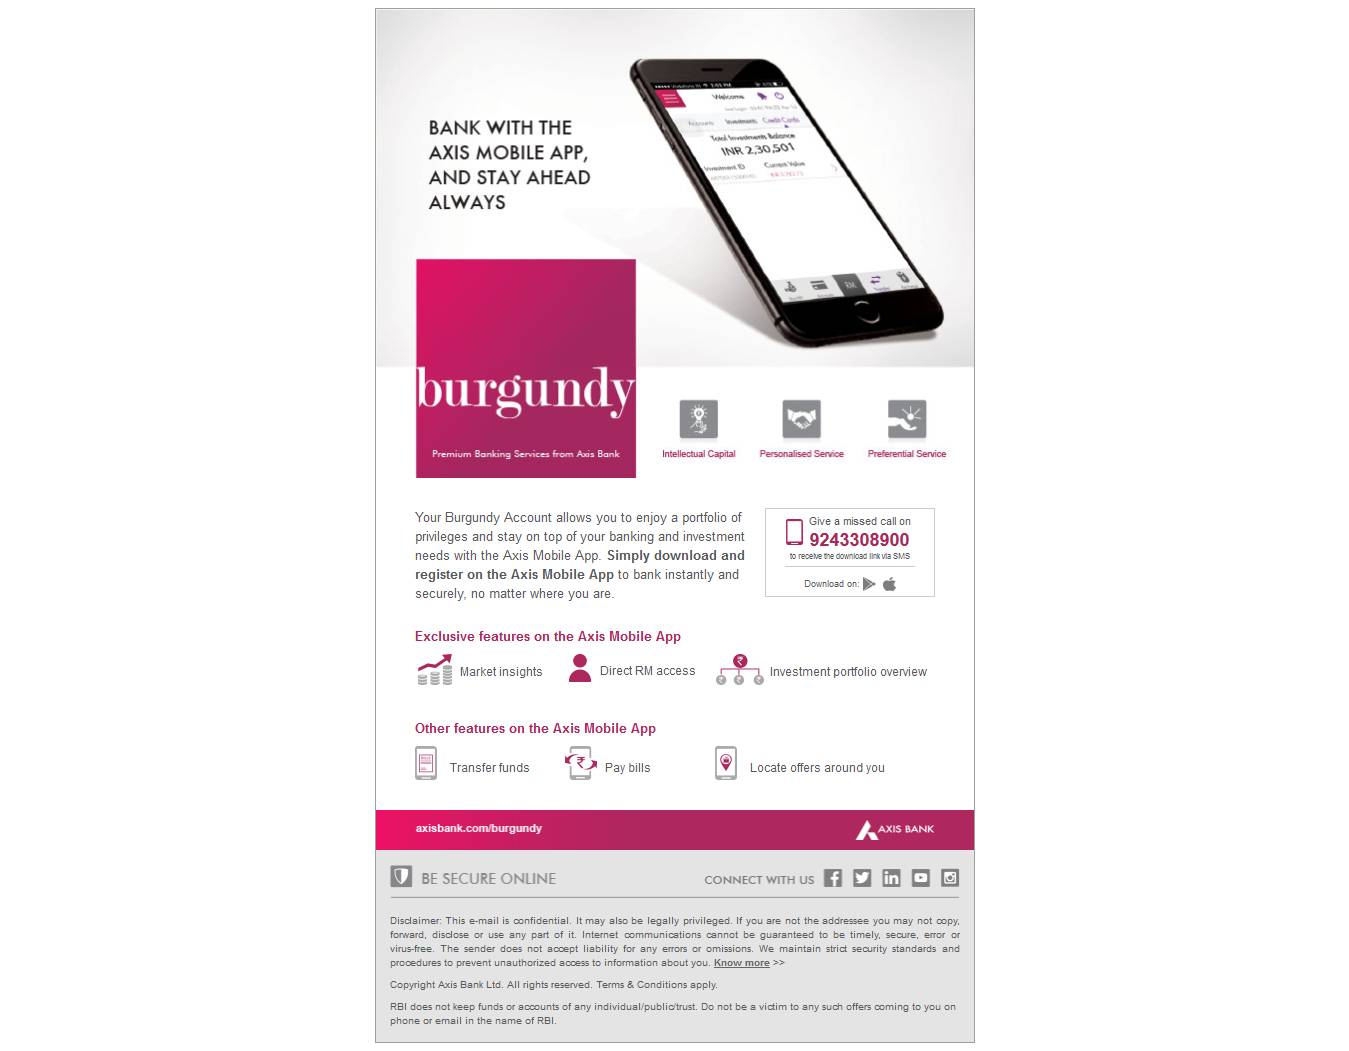 BANK WITH THE
AXIS MOBILE APP,
AND STAY AHEAD
ALWAYS
Welcome
Accounts Investments Credit Cards
Total Investments Balance
INR 2,30,501
Investment ID Current Value
RM
burgundy
Premium Banking Services from Axis Bank
Intellectual Capital
Personalised Service
Preferential Service
Your Burgundy Account allows you to enjoy a portfolio of
privileges and stay on top of your banking and investment
needs with the Axis Mobile App. Simply download and
register on the Axis Mobile App to bank instantly and
securely, no matter where you are.
Give a missed call on
9243308900
to receive the download link via SMS
Download on:
Exclusive features on the Axis Mobile App
Market insights
Direct RM access
Investment portfolio overview
Other features on the Axis Mobile App
Transfer funds
Pay bills
Locate offers around you
axisbank.com/burgundy
AXIS BANK
BE SECURE ONLINE
CONNECT WITH US
Disclaimer: This e-mail is confidential. It may also be legally privileged. If you are not the addressee you may not copy,
forward, disclose or use any part of it. Internet communications cannot be guaranteed to be timely, secure, error or
virus-free. The sender does not accept liability for any errors or omissions. We maintain strict security standards and
procedures to prevent unauthorized access to information about you. Know more >>
Copyright Axis Bank Ltd. All rights reserved. Terms & Conditions apply.
RBI does not keep funds or accounts of any individual/public/trust. Do not be a victim to any such offers coming to you on
phone or email in the name of RBI.